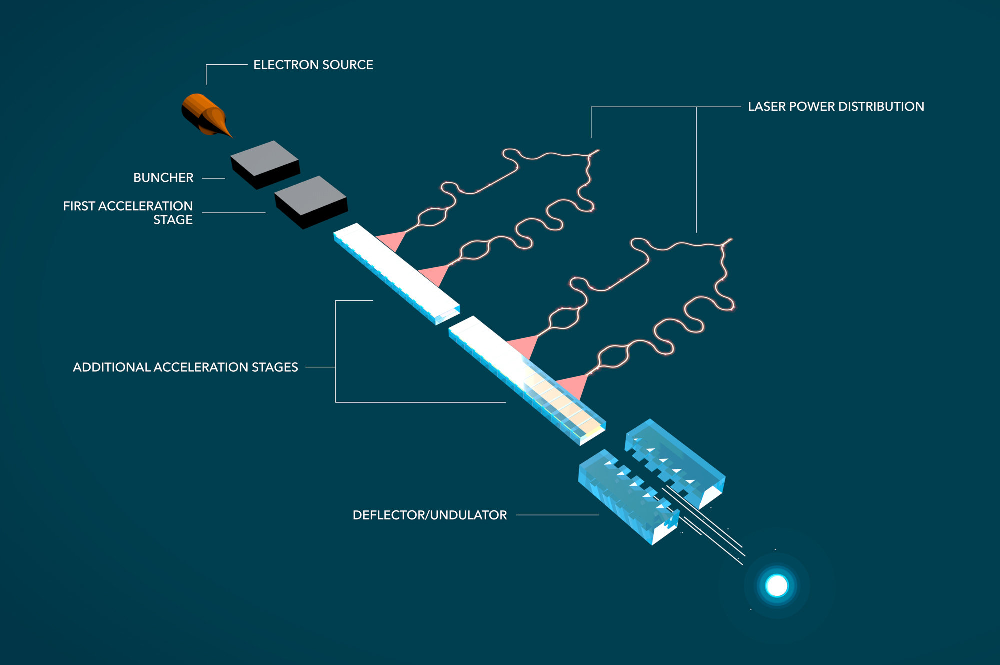 ELECTRON SOURCE
LASER POWER DISTRIBUTION
BUNCHER
FIRST ACCELERATION
STAGE
ADDITIONAL ACCELERATION STAGES
DEFLECTOR/UNDULATOR